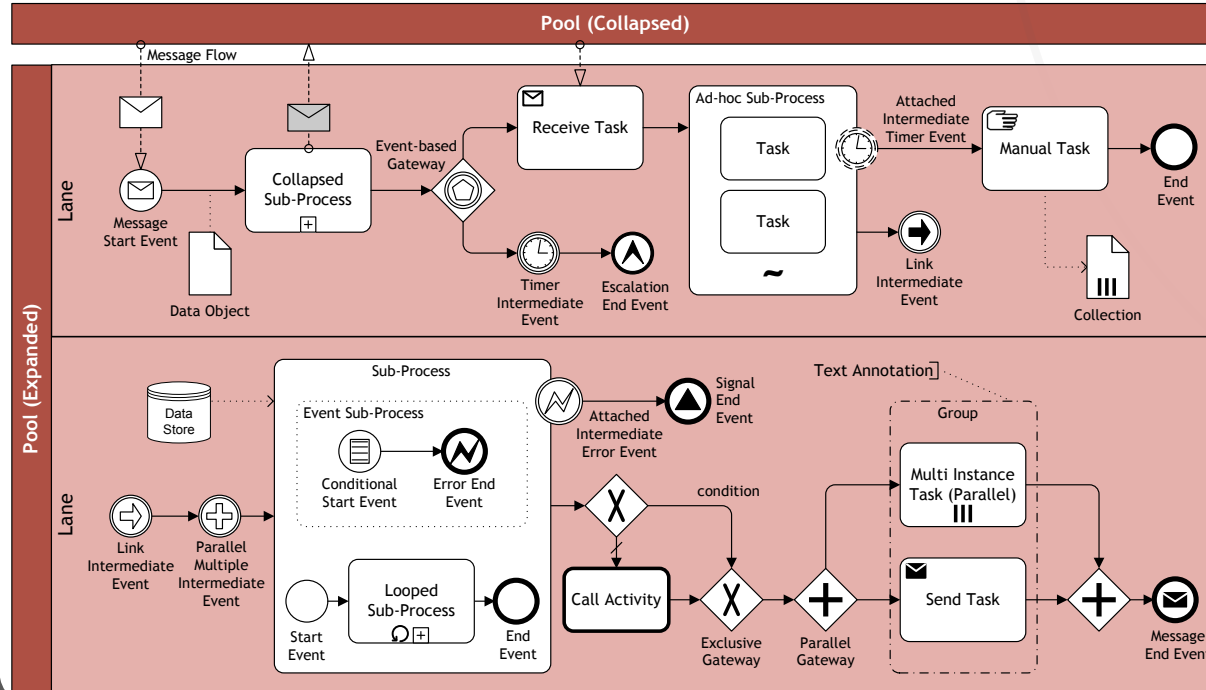 Pool (Collapsed)
Message Flow
Pool (Expanded)
Lane
Message
Start Event
Data Object
Collapsed
Sub-Process
Event-based
Gateway
Receive Task
Timer
Intermediate
Event
Escalation
End Event
Ad-hoc Sub-Process
Task
Task
Attached
Intermediate
Timer Event
Link
Intermediate
Event
Manual Task
Collection
End
Event
Lane
Data
Store
Link
Intermediate
Event
Parallel
Multiple
Intermediate
Event
Sub-Process
Event Sub-Process
Conditional
Start Event
Error End
Event
Start
Event
Looped
Sub-Process
End
Event
Attached
Intermediate
Error Event
Signal
End
Event
condition
Call Activity
Exclusive
Gateway
Parallel
Gateway
Text Annotation
Group
Multi Instance
Task (Parallel)
Send Task
Message
End Event